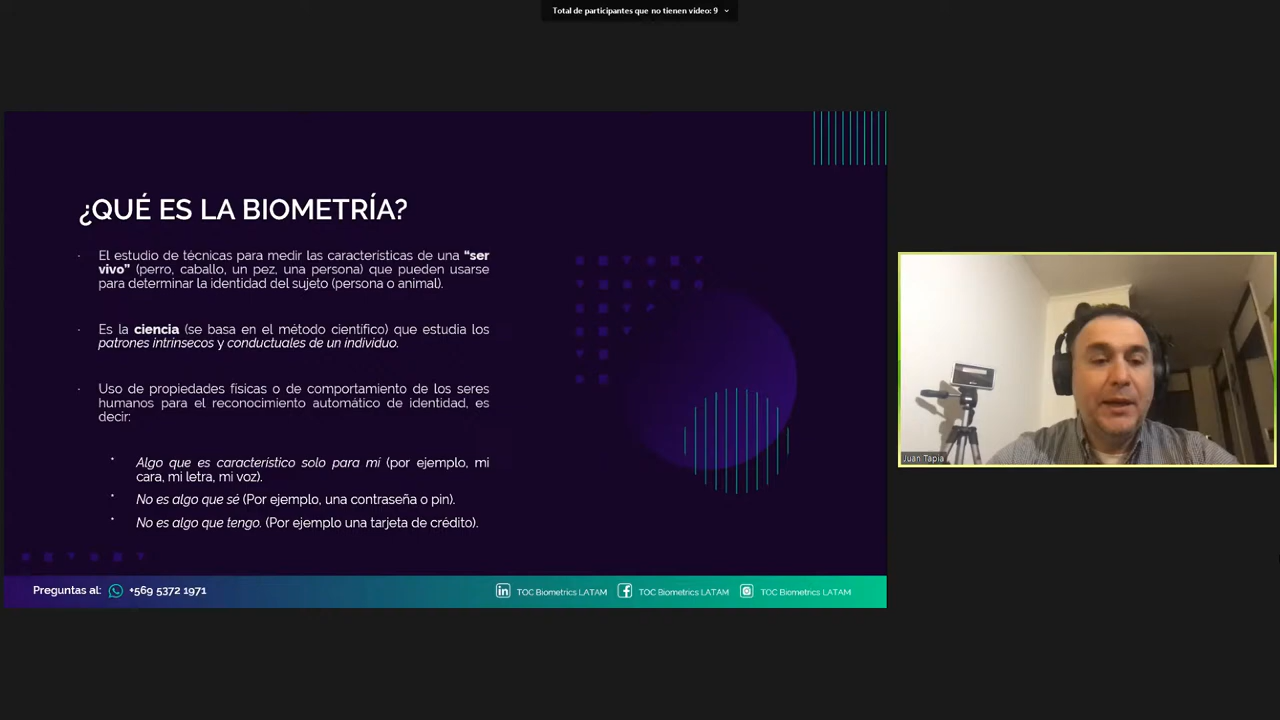 Total de participantes que no tienen video: 9
¿QUÉ ES LA BIOMETRÍA?
· El estudio de técnicas para medir las características de una “ser
vivo” (perro, caballo, un pez, una persona) que pueden usarse
para determinar la identidad del sujeto (persona o animal).
· Es la ciencia (se basa en el método científico) que estudia los
patrones intrínsecos y conductuales de un individuo.
· Uso de propiedades físicas o de comportamiento de los seres
humanos para el reconocimiento automático de identidad, es
decir:
• Algo que es característico solo para mí (por ejemplo, mi
cara, mi letra, mi voz).
• No es algo que sé (Por ejemplo, una contraseña o pin).
• No es algo que tengo. (Por ejemplo una tarjeta de crédito).
Preguntas al: +569 5372 1971
TOC Biometrics LATAM TOC Biometrics LATAM TOC Biometrics LATAM
Juan Tapia